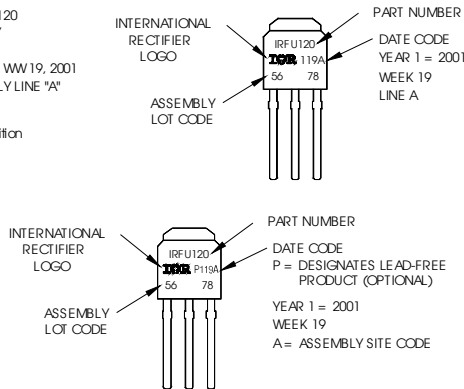 120
WW 19, 2001
LY LINE "A"
ition
INTERNATIONAL
RECTIFIER
LOGO
PART NUMBER
IRFU120
IOR 119A
56 78
DATE CODE
YEAR 1 = 2001
WEEK 19
LINE A
ASSEMBLY
LOT CODE
INTERNATIONAL
RECTIFIER
LOGO
PART NUMBER
IRFU120
IOR P119A
56 78
DATE CODE
P = DESIGNATES LEAD-FREE
PRODUCT (OPTIONAL)
YEAR 1 = 2001
WEEK 19
A = ASSEMBLY SITE CODE
ASSEMBLY
LOT CODE